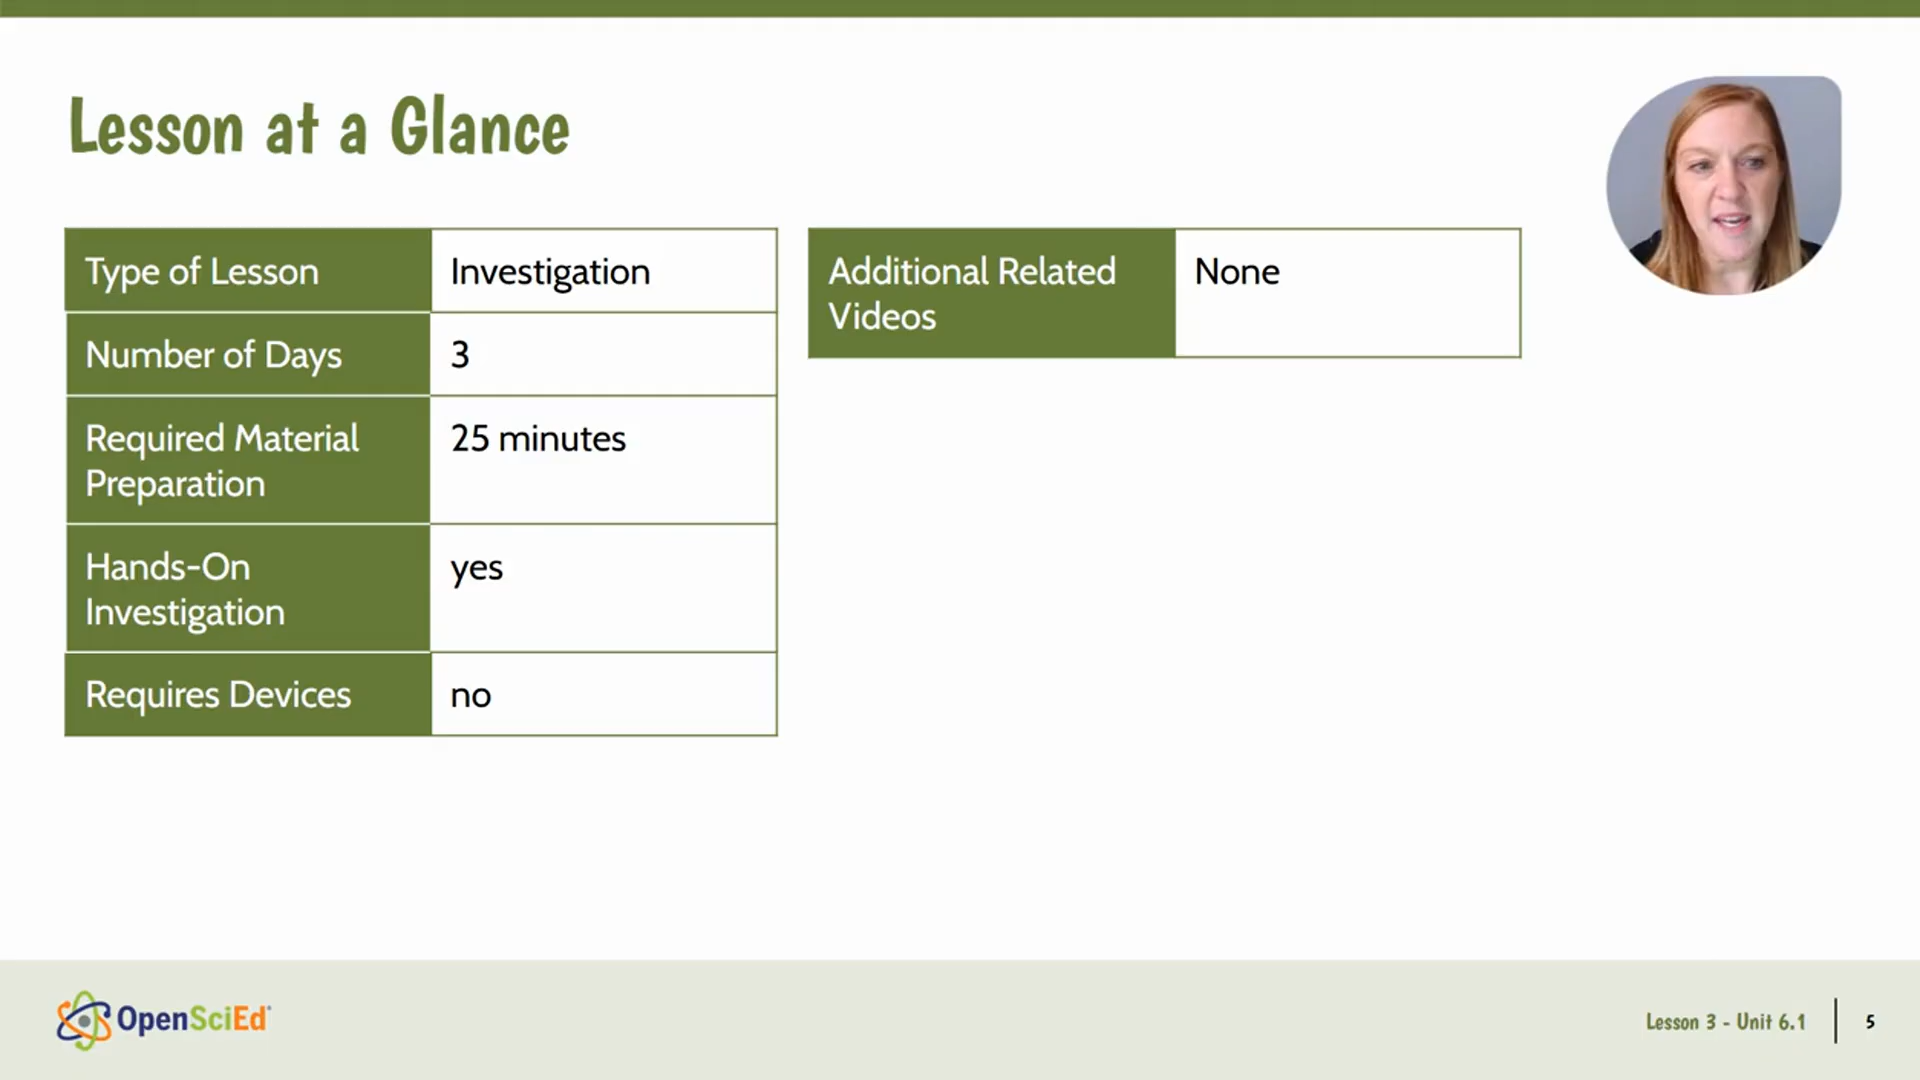 Lesson at a Glance
Type of Lesson
Investigation
Number of Days
3
Required Material
Preparation
25 minutes
Hands-On
Investigation
yes
Requires Devices
no
Additional Related
Videos
None
OpenSciEd®
Lesson 3 - Unit 6.1
5